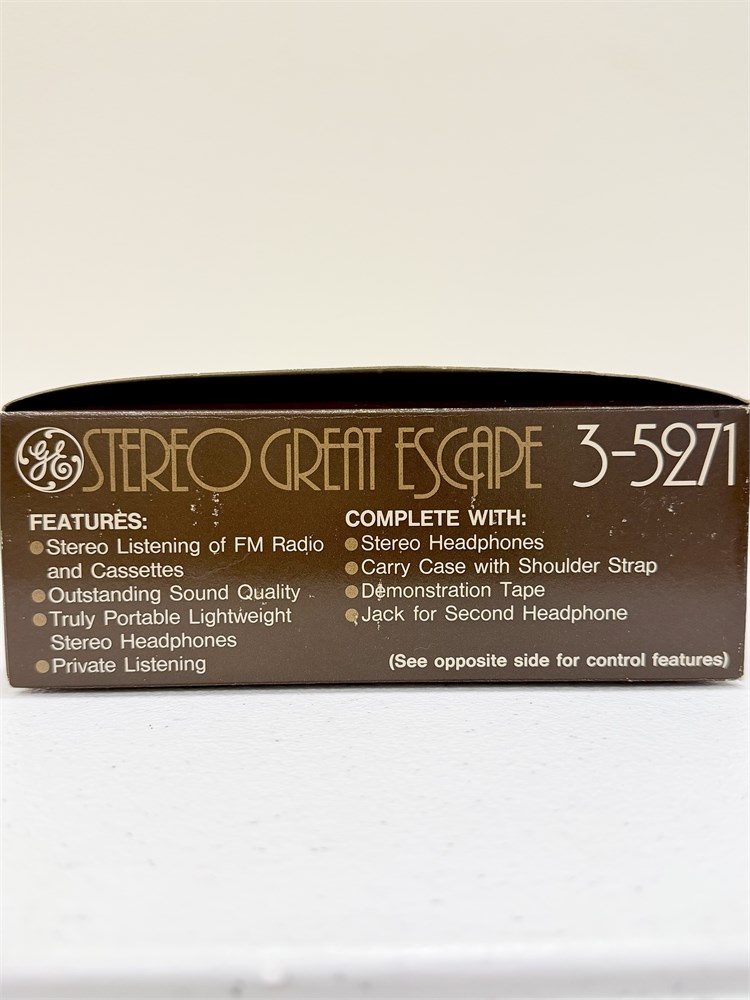 GE STEREO GREAT ESCAPE 3-5271
FEATURES:
Stereo Listening of FM Radio
and Cassettes
Outstanding Sound Quality
Truly Portable Lightweight
Stereo Headphones
Private Listening
COMPLETE WITH:
Stereo Headphones
Carry Case with Shoulder Strap
Demonstration Tape
Jack for Second Headphone
(See opposite side for control features)